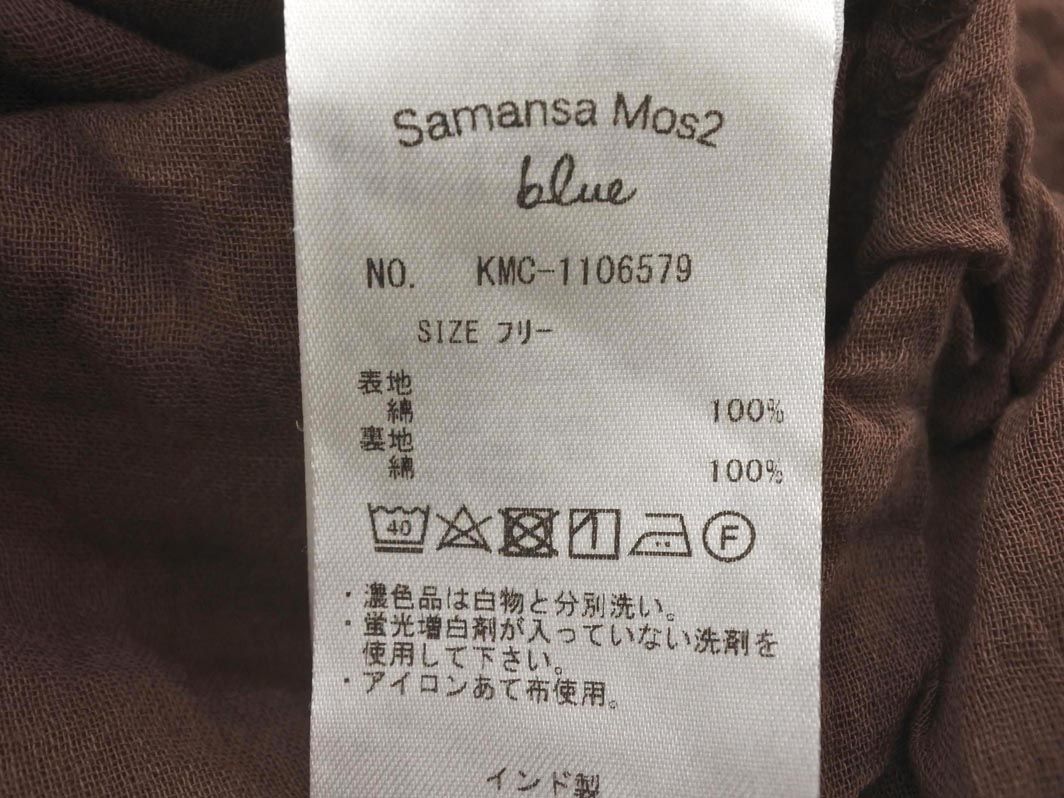 Samansa Mos2
blue
NO. KMC-1106579
SIZE フリー
表地
綿 100%
裏地
綿 100%
40 F
・濃色品は白物と分別洗い。
・蛍光増白剤が入っていない洗剤を
使用して下さい。
・アイロンあて布使用。
インド製